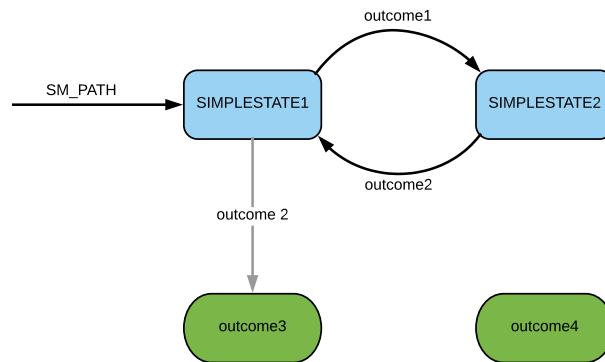 outcome1
SM_PATH
SIMPLESTATE1
SIMPLESTATE2
outcome2
outcome 2
outcome3
outcome4